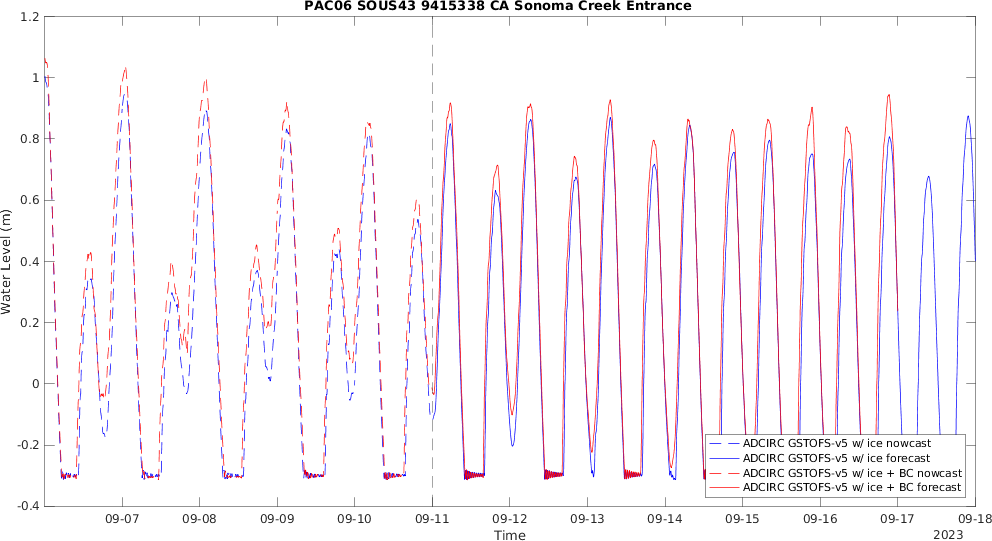 PAC06 SOUS43 9415338 CA Sonoma Creek Entrance
Water Level (m)
1.2
1
0.8
0.6
0.4
0.2
0
-0.2
-0.4
ADCIRC GSTOFS-v5 w/ ice nowcast
ADCIRC GSTOFS-v5 w/ ice forecast
ADCIRC GSTOFS-v5 w/ ice + BC nowcast
ADCIRC GSTOFS-v5 w/ ice + BC forecast
09-07 09-08 09-09 09-10 09-11 09-12 09-13 09-14 09-15 09-16 09-17 09-18
Time
2023